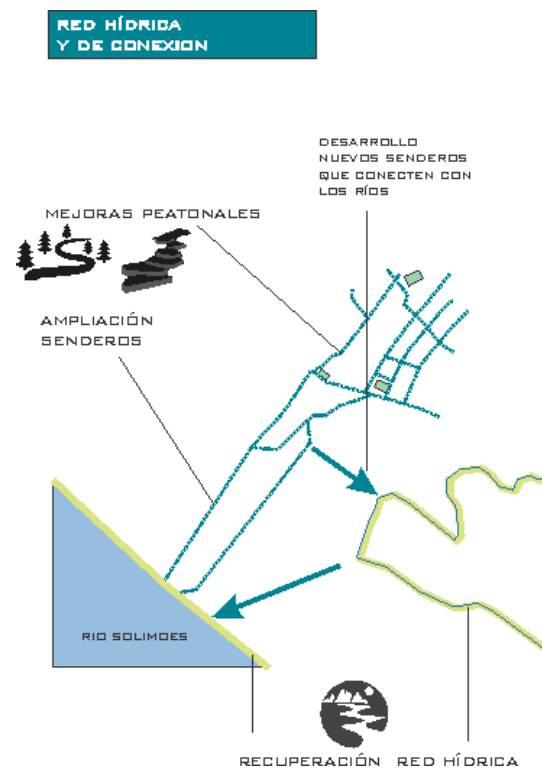 RED HÍDRICA
Y DE CONEXION
DESARROLLO
NUEVOS SENDEROS
QUE CONECTEN CON
LOS RÍOS
MEJORAS PEATONALES
AMPLIACIÓN
SENDEROS
RIO SOLIMOES
RECUPERACIÓN RED HÍDRICA